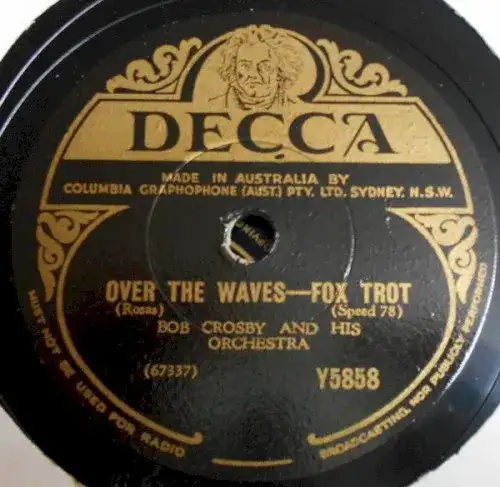 DECCA
MADE IN AUSTRALIA BY
COLUMBIA GRAPHOPHONE (AUST.) PTY. LTD. SYDNEY. N.S.W.
OVER THE WAVES—FOX TROT
(Rosas) (Speed 78)
BOB CROSBY AND HIS
ORCHESTRA
(67337) Y5858
MUST NOT BE USED FOR RADIO
BROADCASTING, NOR PUBLICLY PERFORMED